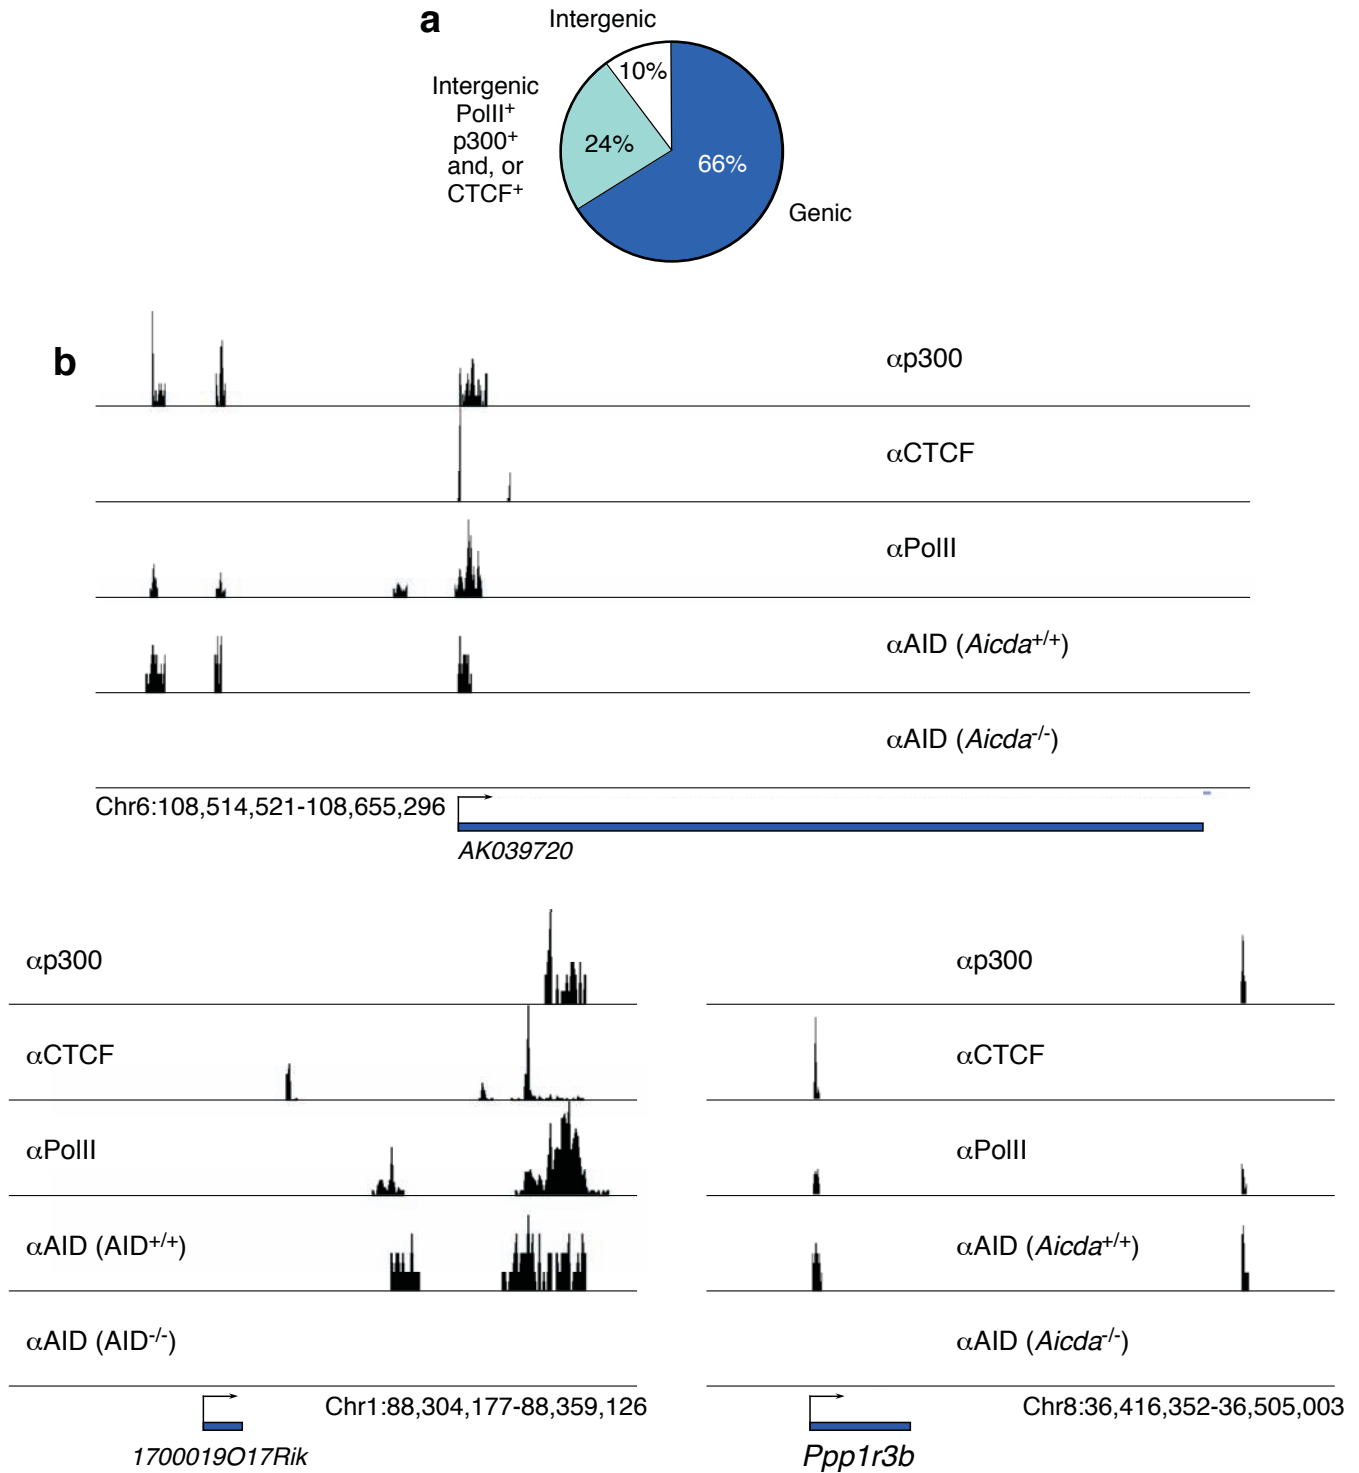 a
Intergenic
10%
Intergenic
PolII+
p300+
and, or
CTCF+
24%
66%
Genic
b
αp300
αCTCF
αPolII
αAID (Aicda+/+)
αAID (Aicda-/-)
Chr6:108,514,521-108,655,296
AK039720
αp300
αCTCF
αPolII
αAID (AID+/+)
αAID (AID-/-)
Chr1:88,304,177-88,359,126
1700019O17Rik
αp300
αCTCF
αPolII
αAID (Aicda+/+)
αAID (Aicda-/-)
Chr8:36,416,352-36,505,003
Ppp1r3b